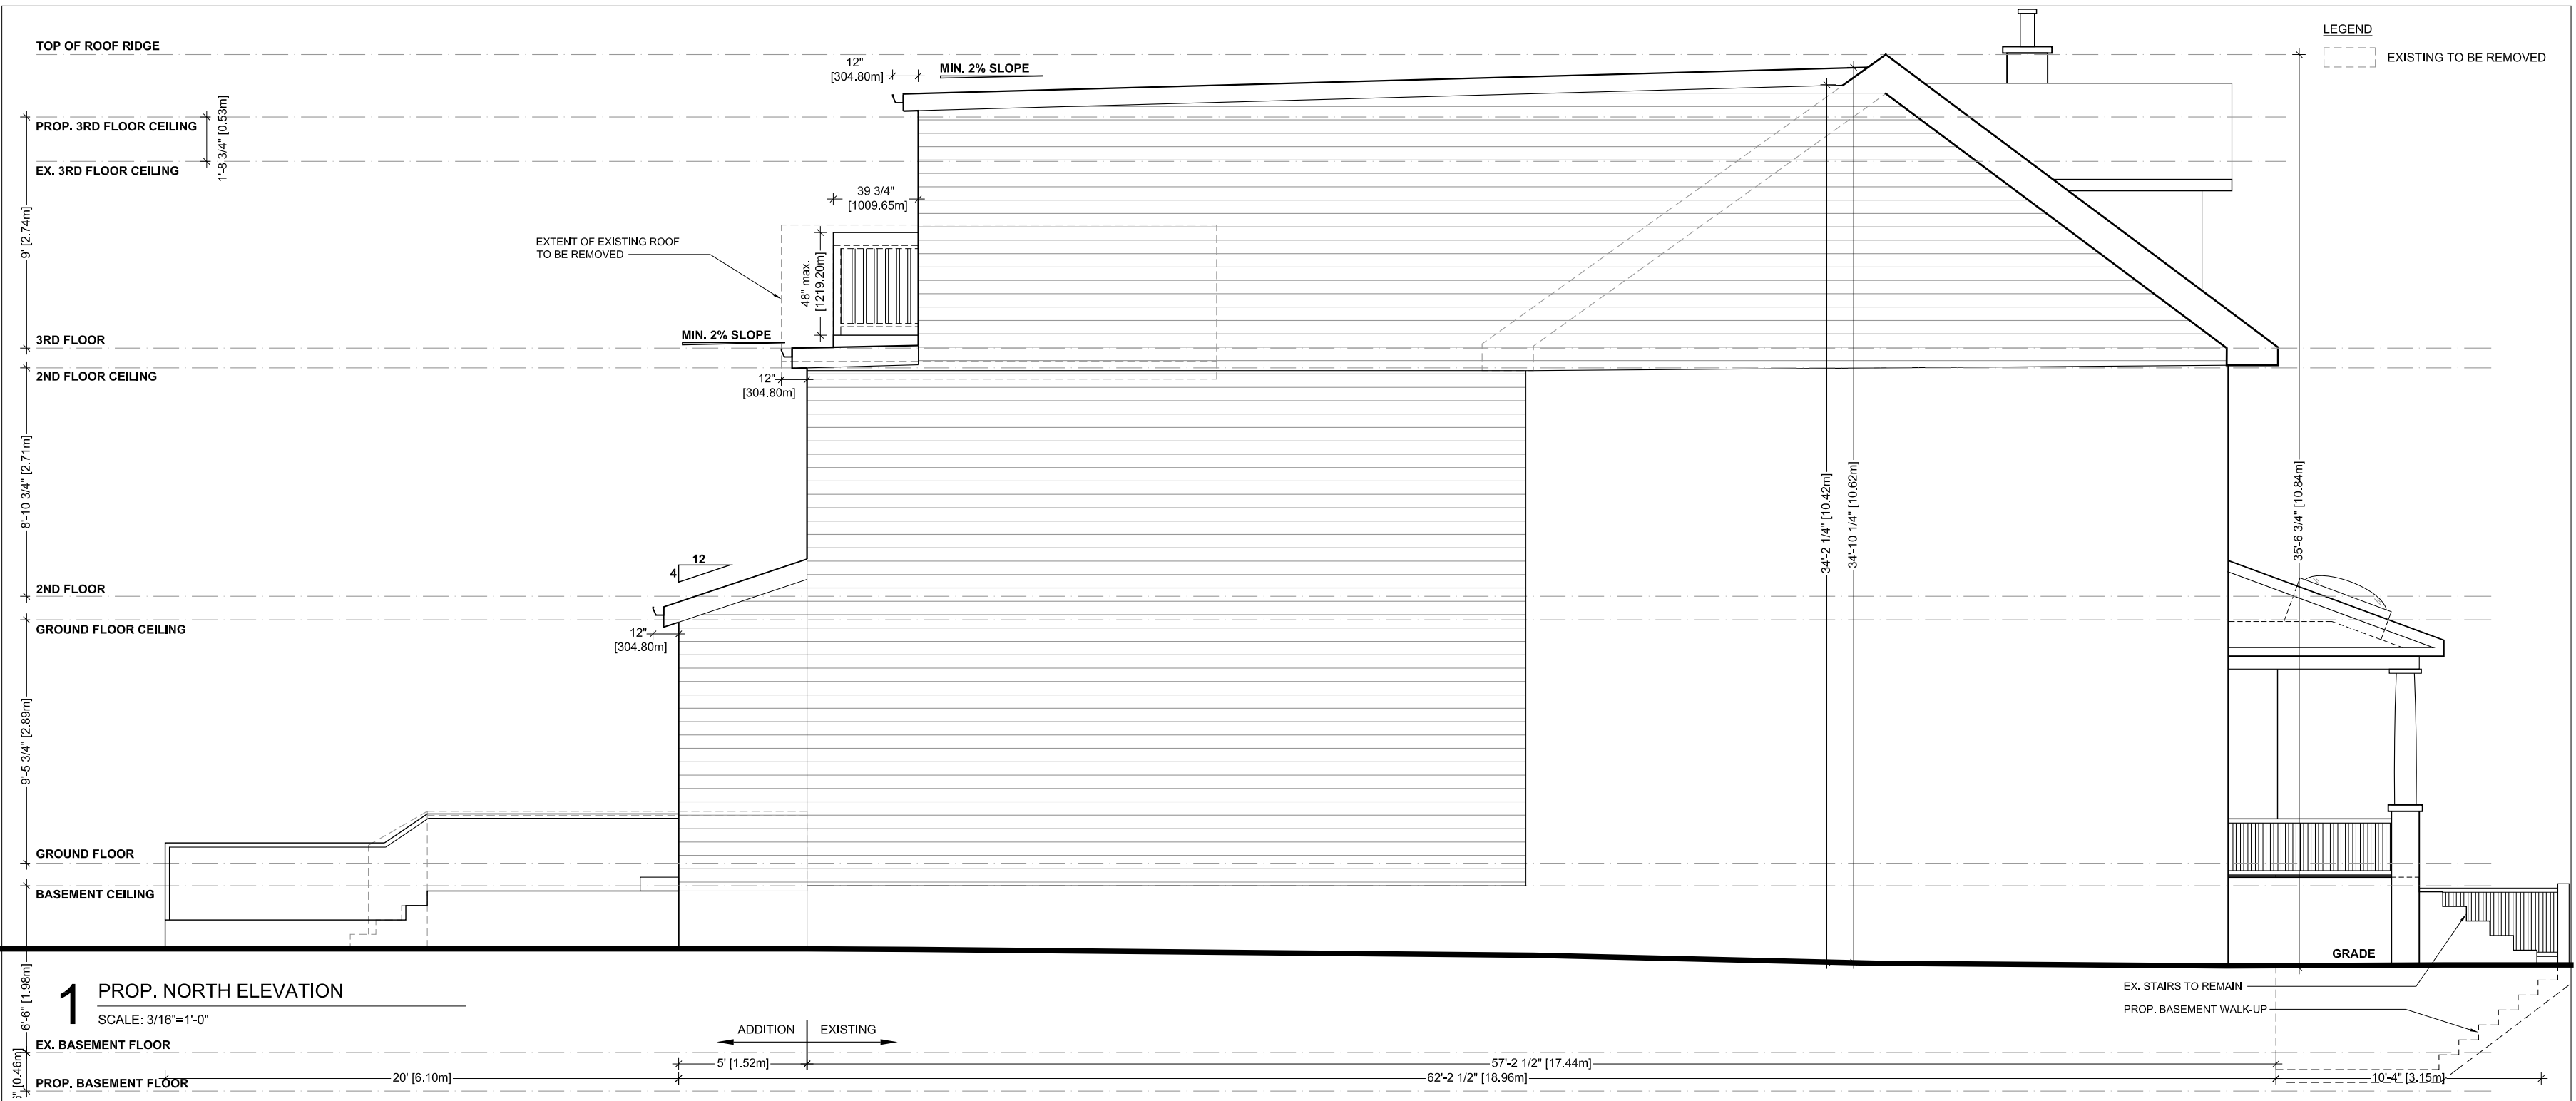 LEGEND
EXISTING TO BE REMOVED
TOP OF ROOF RIDGE
12"
[304.80m]
MIN. 2% SLOPE
PROP. 3RD FLOOR CEILING
1'-8 3/4" [0.53m]
EX. 3RD FLOOR CEILING
39 3/4"
[1009.65m]
9' [2.74m]
EXTENT OF EXISTING ROOF
TO BE REMOVED
48" max.
[1219.20m]
3RD FLOOR
MIN. 2% SLOPE
2ND FLOOR CEILING
12"
[304.80m]
8'-10 3/4" [2.71m]
34'-2 1/4" [10.42m]
34'-10 1/4" [10.62m]
35'-6 3/4" [10.84m]
12
4
2ND FLOOR
GROUND FLOOR CEILING
12"
[304.80m]
9'-5 3/4" [2.89m]
GROUND FLOOR
BASEMENT CEILING
GRADE
6'-6" [1.98m]
1
PROP. NORTH ELEVATION
SCALE: 3/16"=1'-0"
EX. STAIRS TO REMAIN
PROP. BASEMENT WALK-UP
ADDITION
EXISTING
EX. BASEMENT FLOOR
5' [1.52m]
57'-2 1/2" [17.44m]
[0.46m]
PROP. BASEMENT FLOOR
20' [6.10m]
62'-2 1/2" [18.96m]
10'-4" [3.15m]